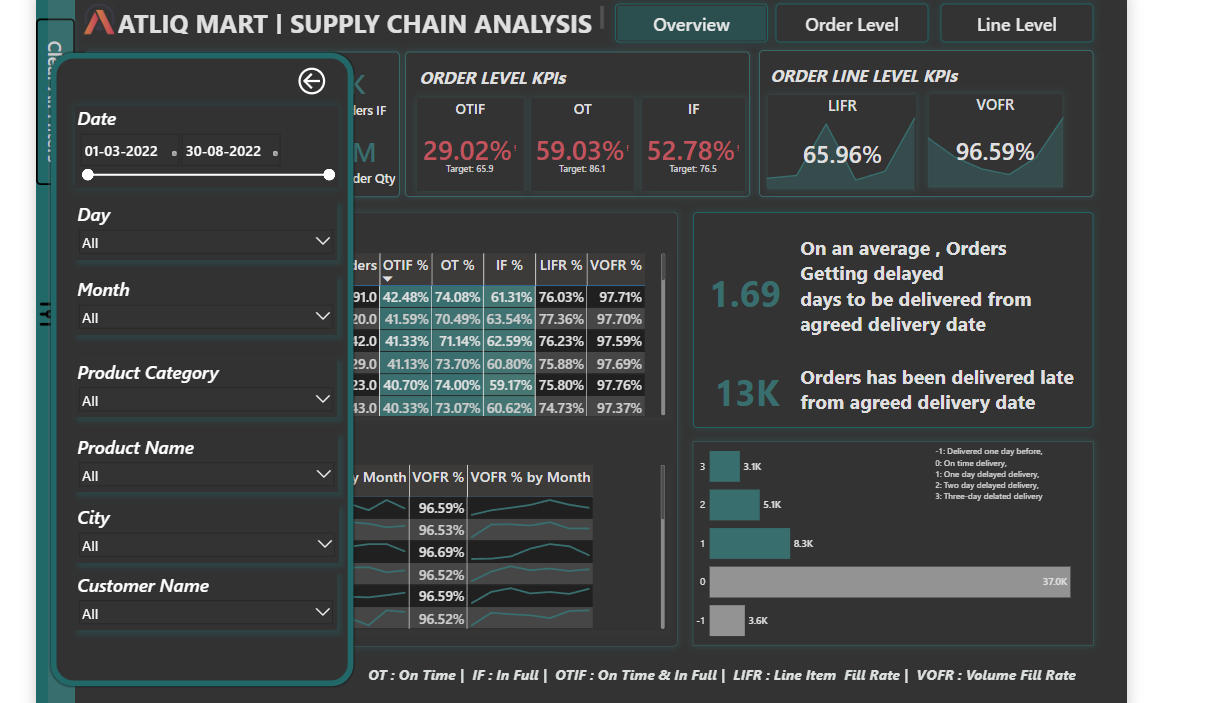 ATLIQ MART | SUPPLY CHAIN ANALYSIS
Overview
Order Level
Line Level
Date
01-03-2022
30-08-2022
Day
All
Month
All
Product Category
All
Product Name
All
City
All
Customer Name
All
K
ders IF
M
der Qty
ORDER LEVEL KPIs
OTIF
OT
IF
29.02%!
59.03%!
52.78%!
Target: 65.9
Target: 86.1
Target: 76.5
ORDER LINE LEVEL KPIs
LIFR
VOFR
65.96%
96.59%
ders OTIF % OT % IF % LIFR % VOFR %
91.0 42.48% 74.08% 61.31% 76.03% 97.71%
20.0 41.59% 70.49% 63.54% 77.36% 97.70%
42.0 41.33% 71.14% 62.59% 76.23% 97.59%
29.0 41.13% 73.70% 60.80% 75.88% 97.69%
23.0 40.70% 74.00% 59.17% 75.80% 97.76%
43.0 40.33% 73.07% 60.62% 74.73% 97.37%
y Month VOFR % VOFR % by Month
96.59%
96.53%
96.69%
96.52%
96.59%
96.52%
1.69
On an average , Orders
Getting delayed
days to be delivered from
agreed delivery date
13K
Orders has been delivered late
from agreed delivery date
-1: Delivered one day before,
0: On time delivery,
1: One day delayed delivery,
2: Two day delayed delivery,
3: Three-day delated delivery
3 3.1K
2 5.1K
1 8.3K
0 37.0K
-1 3.6K
OT : On Time | IF : In Full | OTIF : On Time & In Full | LIFR : Line Item Fill Rate | VOFR : Volume Fill Rate